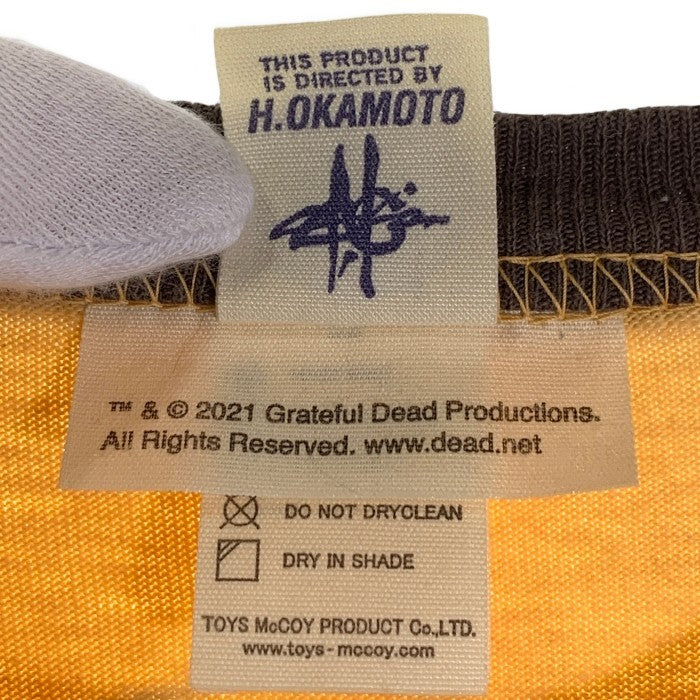 THIS PRODUCT
IS DIRECTED BY
H.OKAMOTO
™ & © 2021 Grateful Dead Productions.
All Rights Reserved. www.dead.net
DO NOT DRYCLEAN
DRY IN SHADE
TOYS McCOY PRODUCT Co.,LTD.
www.toys-mccoy.com